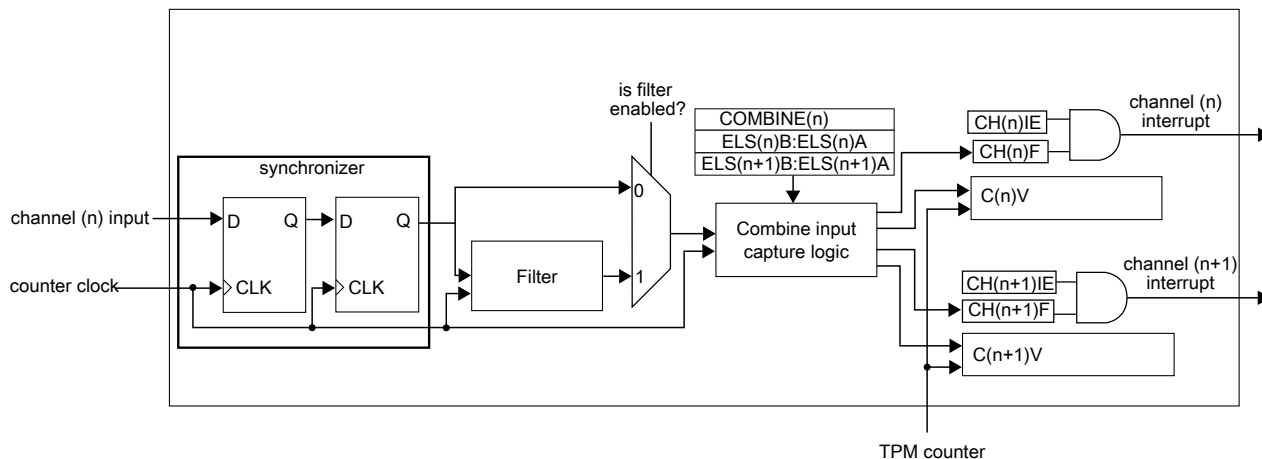 is filter
enabled?
synchronizer
channel (n) input
D
Q
D
Q
CLK
CLK
counter clock
Filter
0
1
COMBINE(n)
ELS(n)B:ELS(n)A
ELS(n+1)B:ELS(n+1)A
Combine input
capture logic
CH(n)IE
CH(n)F
channel (n)
interrupt
C(n)V
CH(n+1)IE
CH(n+1)F
channel (n+1)
interrupt
C(n+1)V
TPM counter